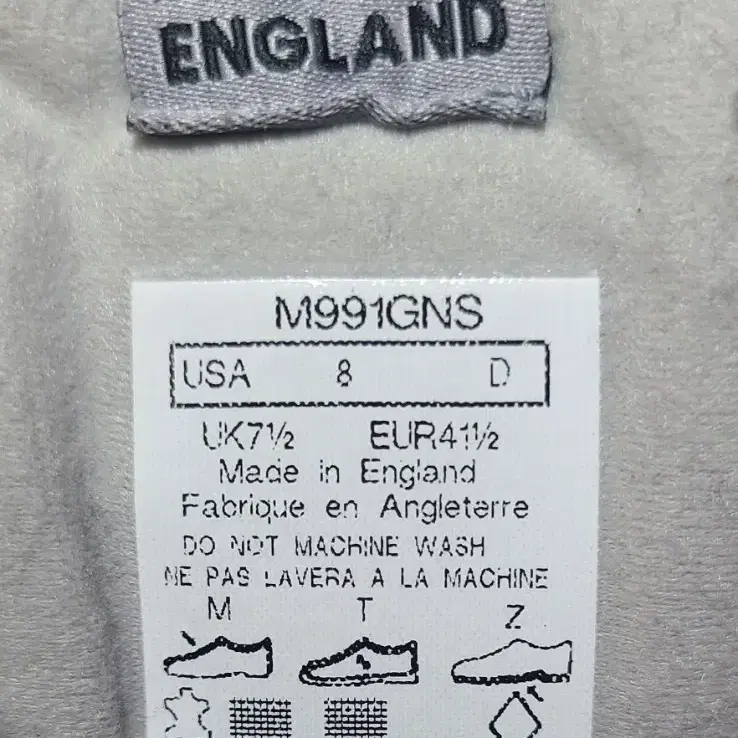 ENGLAND
M991GNS
USA 8 D
UK7½ EUR41½
Made in England
Fabrique en Angleterre
DO NOT MACHINE WASH
NE PAS LAVERA A LA MACHINE
M T Z